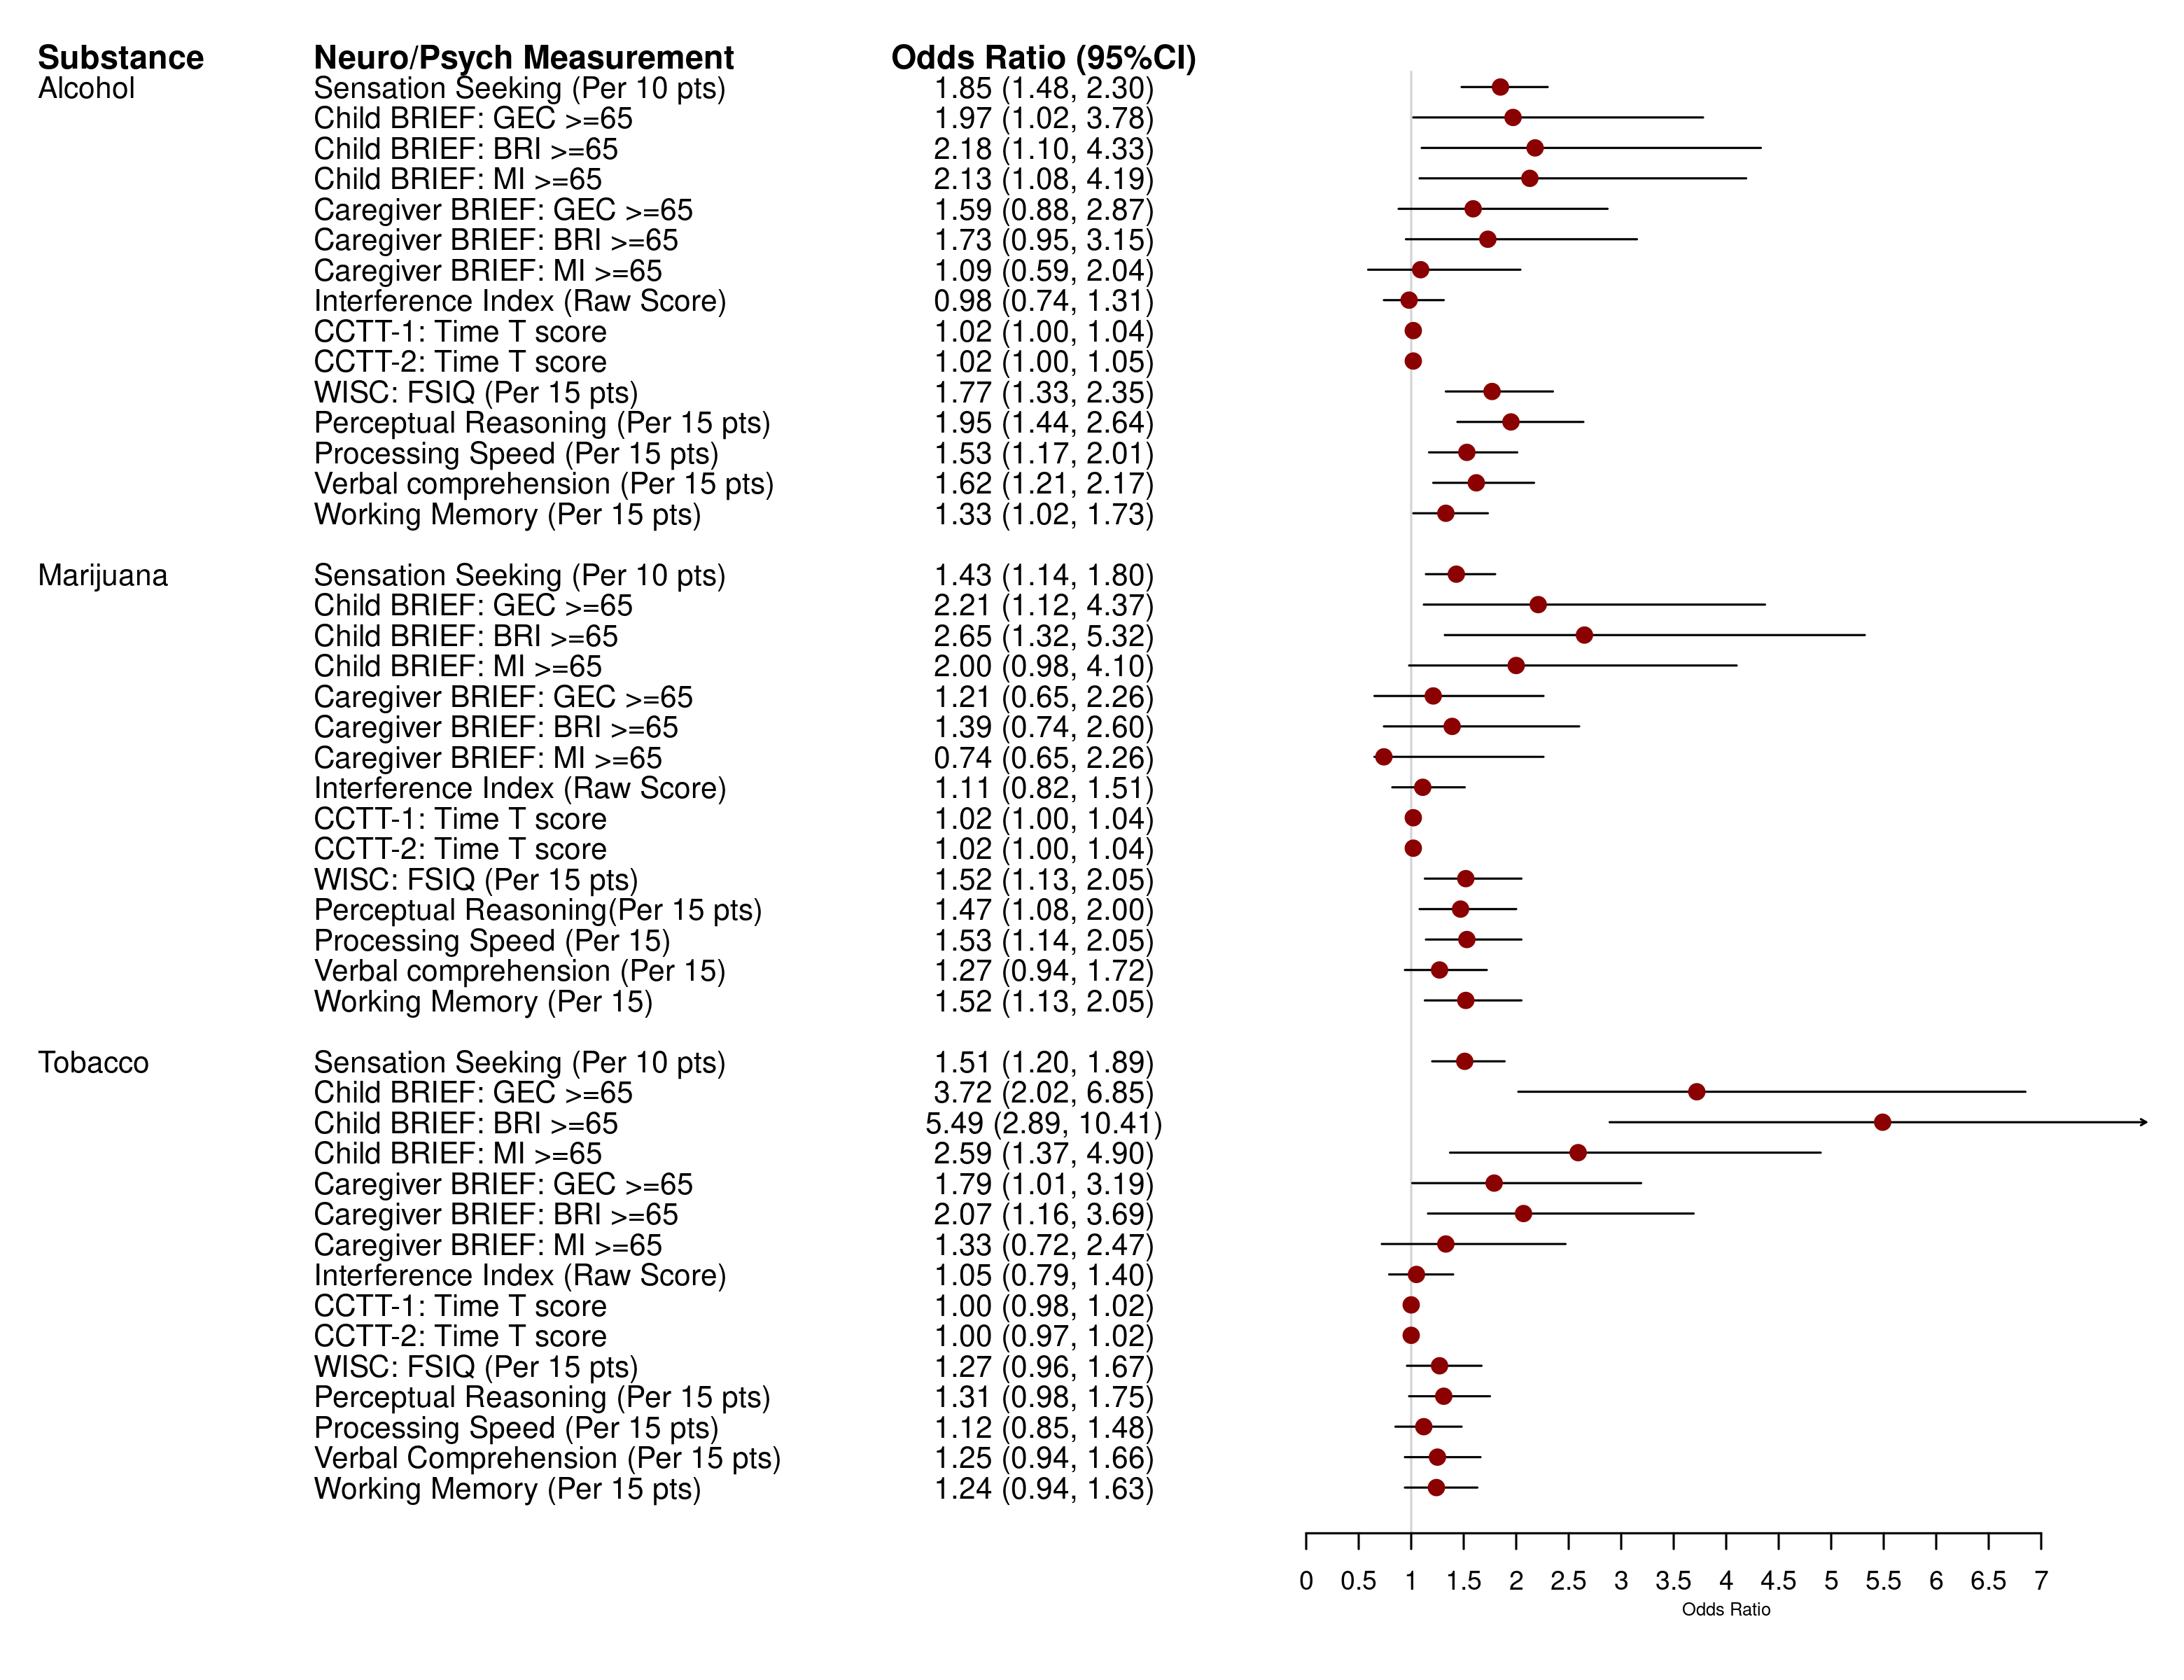 Substance Neuro/Psych Measurement Odds Ratio (95%CI)
Alcohol Sensation Seeking (Per 10 pts) 1.85 (1.48, 2.30)
Child BRIEF: GEC >=65 1.97 (1.02, 3.78)
Child BRIEF: BRI >=65 2.18 (1.10, 4.33)
Child BRIEF: MI >=65 2.13 (1.08, 4.19)
Caregiver BRIEF: GEC >=65 1.59 (0.88, 2.87)
Caregiver BRIEF: BRI >=65 1.73 (0.95, 3.15)
Caregiver BRIEF: MI >=65 1.09 (0.59, 2.04)
Interference Index (Raw Score) 0.98 (0.74, 1.31)
CCTT-1: Time T score 1.02 (1.00, 1.04)
CCTT-2: Time T score 1.02 (1.00, 1.05)
WISC: FSIQ (Per 15 pts) 1.77 (1.33, 2.35)
Perceptual Reasoning (Per 15 pts) 1.95 (1.44, 2.64)
Processing Speed (Per 15 pts) 1.53 (1.17, 2.01)
Verbal comprehension (Per 15 pts) 1.62 (1.21, 2.17)
Working Memory (Per 15 pts) 1.33 (1.02, 1.73)
Marijuana Sensation Seeking (Per 10 pts) 1.43 (1.14, 1.80)
Child BRIEF: GEC >=65 2.21 (1.12, 4.37)
Child BRIEF: BRI >=65 2.65 (1.32, 5.32)
Child BRIEF: MI >=65 2.00 (0.98, 4.10)
Caregiver BRIEF: GEC >=65 1.21 (0.65, 2.26)
Caregiver BRIEF: BRI >=65 1.39 (0.74, 2.60)
Caregiver BRIEF: MI >=65 0.74 (0.65, 2.26)
Interference Index (Raw Score) 1.11 (0.82, 1.51)
CCTT-1: Time T score 1.02 (1.00, 1.04)
CCTT-2: Time T score 1.02 (1.00, 1.04)
WISC: FSIQ (Per 15 pts) 1.52 (1.13, 2.05)
Perceptual Reasoning(Per 15 pts) 1.47 (1.08, 2.00)
Processing Speed (Per 15) 1.53 (1.14, 2.05)
Verbal comprehension (Per 15) 1.27 (0.94, 1.72)
Working Memory (Per 15) 1.52 (1.13, 2.05)
Tobacco Sensation Seeking (Per 10 pts) 1.51 (1.20, 1.89)
Child BRIEF: GEC >=65 3.72 (2.02, 6.85)
Child BRIEF: BRI >=65 5.49 (2.89, 10.41)
Child BRIEF: MI >=65 2.59 (1.37, 4.90)
Caregiver BRIEF: GEC >=65 1.79 (1.01, 3.19)
Caregiver BRIEF: BRI >=65 2.07 (1.16, 3.69)
Caregiver BRIEF: MI >=65 1.33 (0.72, 2.47)
Interference Index (Raw Score) 1.05 (0.79, 1.40)
CCTT-1: Time T score 1.00 (0.98, 1.02)
CCTT-2: Time T score 1.00 (0.97, 1.02)
WISC: FSIQ (Per 15 pts) 1.27 (0.96, 1.67)
Perceptual Reasoning (Per 15 pts) 1.31 (0.98, 1.75)
Processing Speed (Per 15 pts) 1.12 (0.85, 1.48)
Verbal Comprehension (Per 15 pts) 1.25 (0.94, 1.66)
Working Memory (Per 15 pts) 1.24 (0.94, 1.63)
0 0.5 1 1.5 2 2.5 3 3.5 4 4.5 5 5.5 6 6.5 7
Odds Ratio